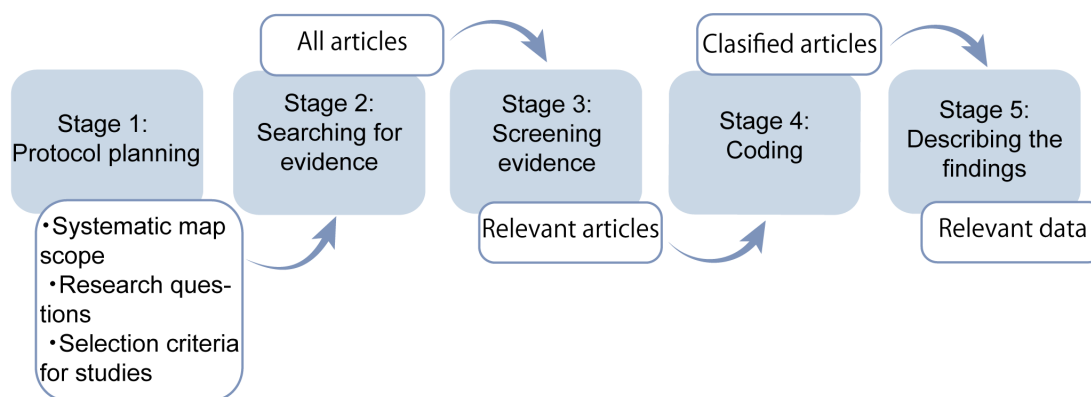 Stage 1:
Protocol planning
・Systematic map
scope
・Research ques-
tions
・Selection criteria
for studies
All articles
Stage 2:
Searching for
evidence
Stage 3:
Screening
evidence
Relevant articles
Clasified articles
Stage 4:
Coding
Stage 5:
Describing the
findings
Relevant data